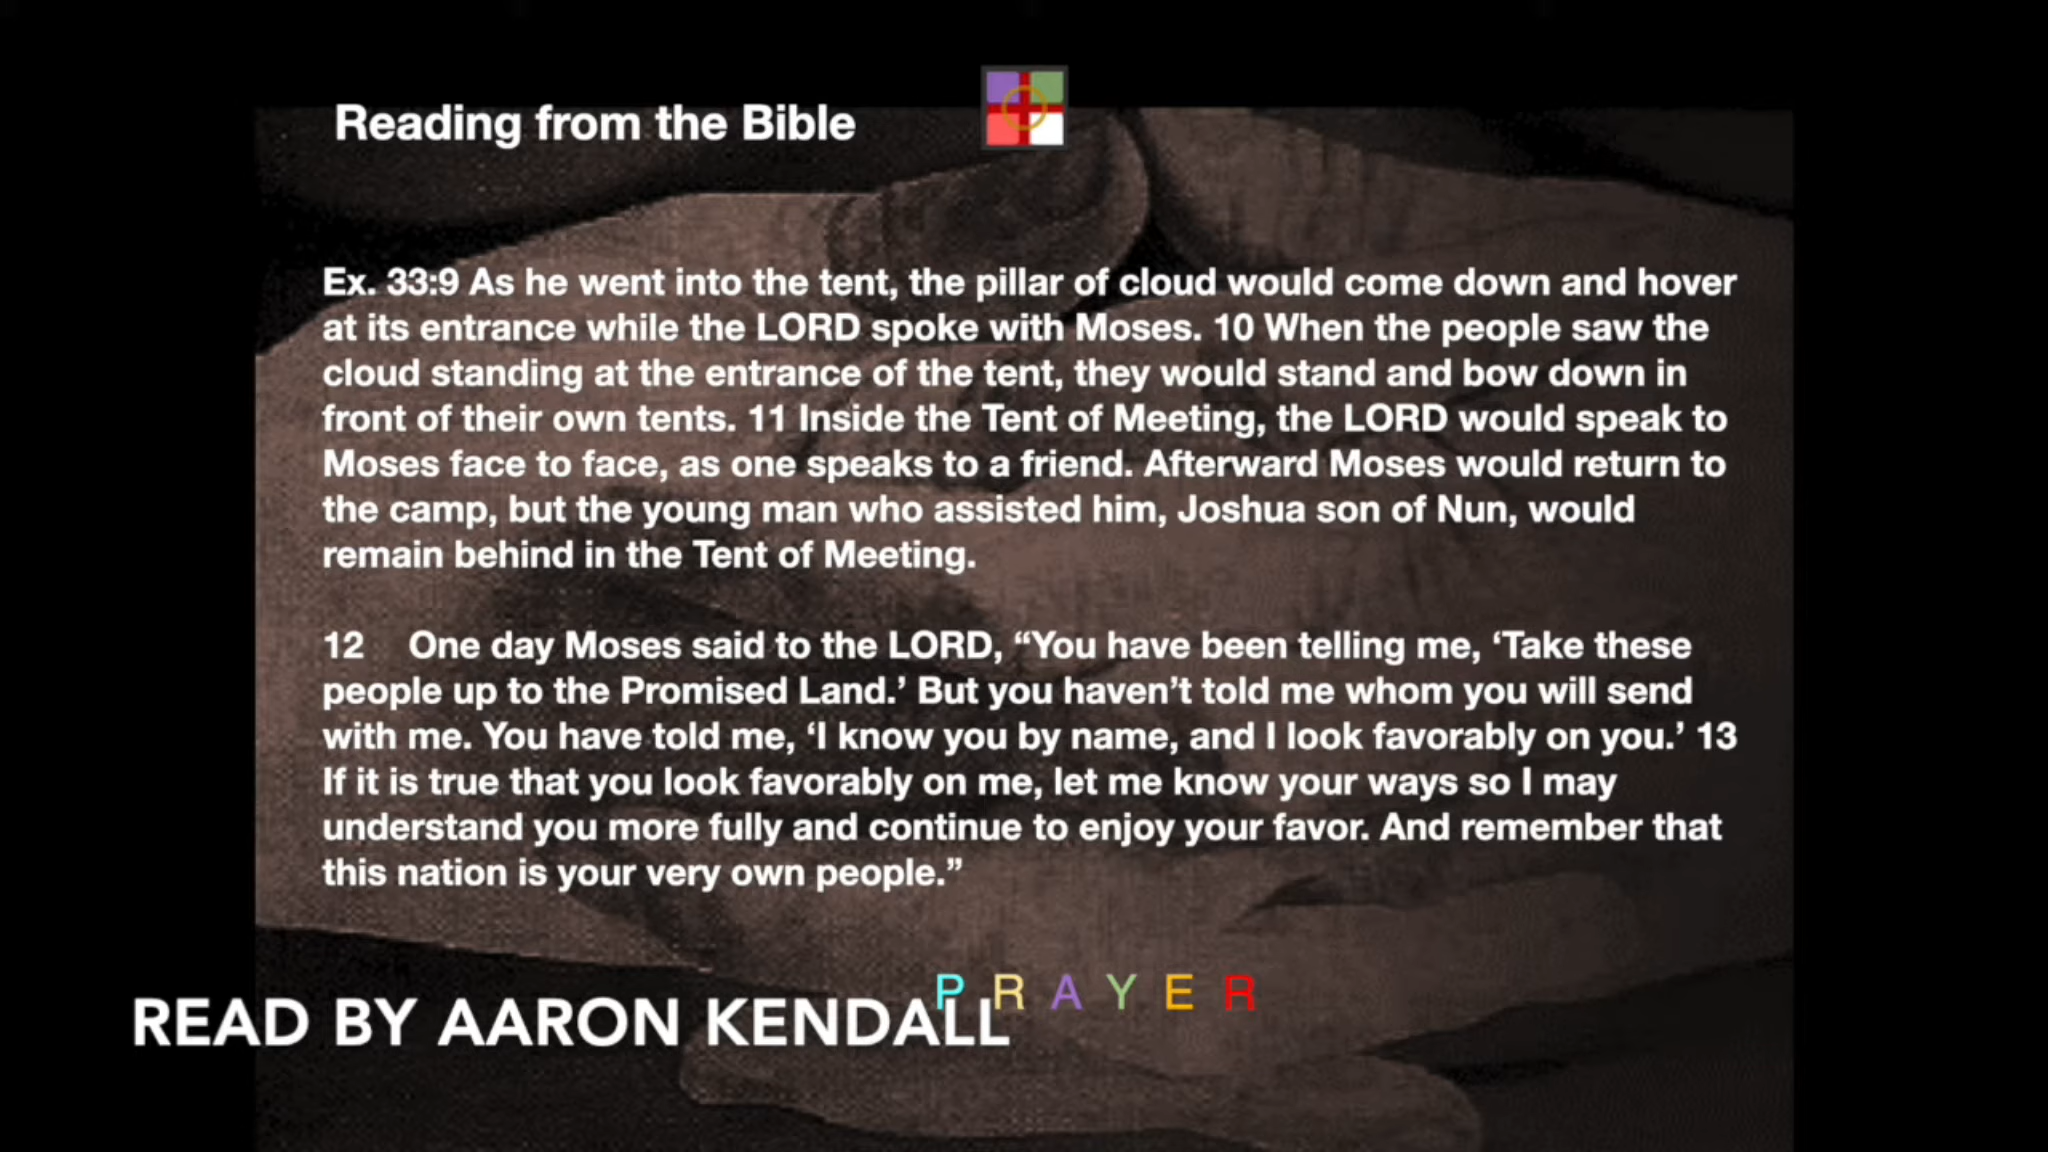 Reading from the Bible
Ex. 33:9 As he went into the tent, the pillar of cloud would come down and hover
at its entrance while the LORD spoke with Moses. 10 When the people saw the
cloud standing at the entrance of the tent, they would stand and bow down in
front of their own tents. 11 Inside the Tent of Meeting, the LORD would speak to
Moses face to face, as one speaks to a friend. Afterward Moses would return to
the camp, but the young man who assisted him, Joshua son of Nun, would
remain behind in the Tent of Meeting.
12 One day Moses said to the LORD, “You have been telling me, ‘Take these
people up to the Promised Land.’ But you haven’t told me whom you will send
with me. You have told me, ‘I know you by name, and I look favorably on you.’ 13
If it is true that you look favorably on me, let me know your ways so I may
understand you more fully and continue to enjoy your favor. And remember that
this nation is your very own people.”
PRAYER
READ BY AARON KENDALL